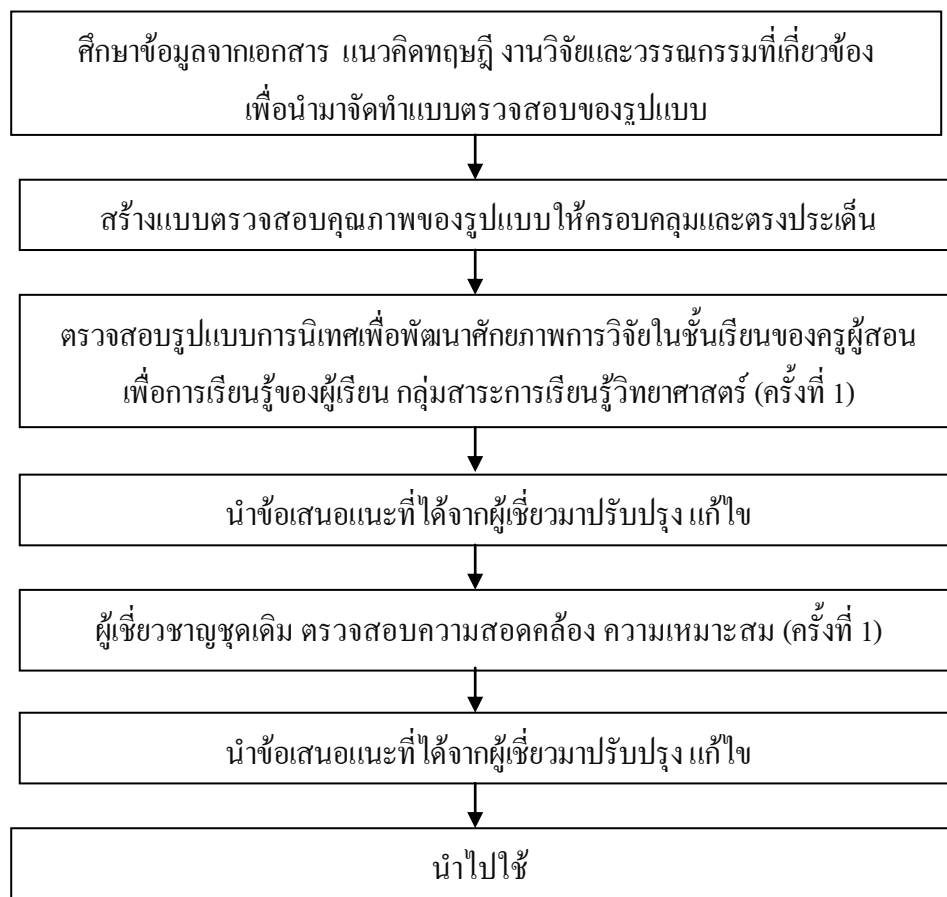 ศึกษาข้อมูลจากเอกสาร แนวคิดทฤษฎี งานวิจัยและวรรณกรรมที่เกี่ยวข้อง
เพื่อนำมาจัดทำแบบตรวจสอบของรูปแบบ
สร้างแบบตรวจสอบคุณภาพของรูปแบบให้ครอบคลุมและตรงประเด็น
ตรวจสอบรูปแบบการนิเทศเพื่อพัฒนาศักยภาพการวิจัยในชั้นเรียนของครูผู้สอน
เพื่อการเรียนรู้ของผู้เรียน กลุ่มสาระการเรียนรู้วิทยาศาสตร์ (ครั้งที่ 1)
นำข้อเสนอแนะที่ได้จากผู้เชี่ยวมาปรับปรุง แก้ไข
ผู้เชี่ยวชาญชุดเดิม ตรวจสอบความสอดคล้อง ความเหมาะสม (ครั้งที่ 1)
นำข้อเสนอแนะที่ได้จากผู้เชี่ยวมาปรับปรุง แก้ไข
นำไปใช้